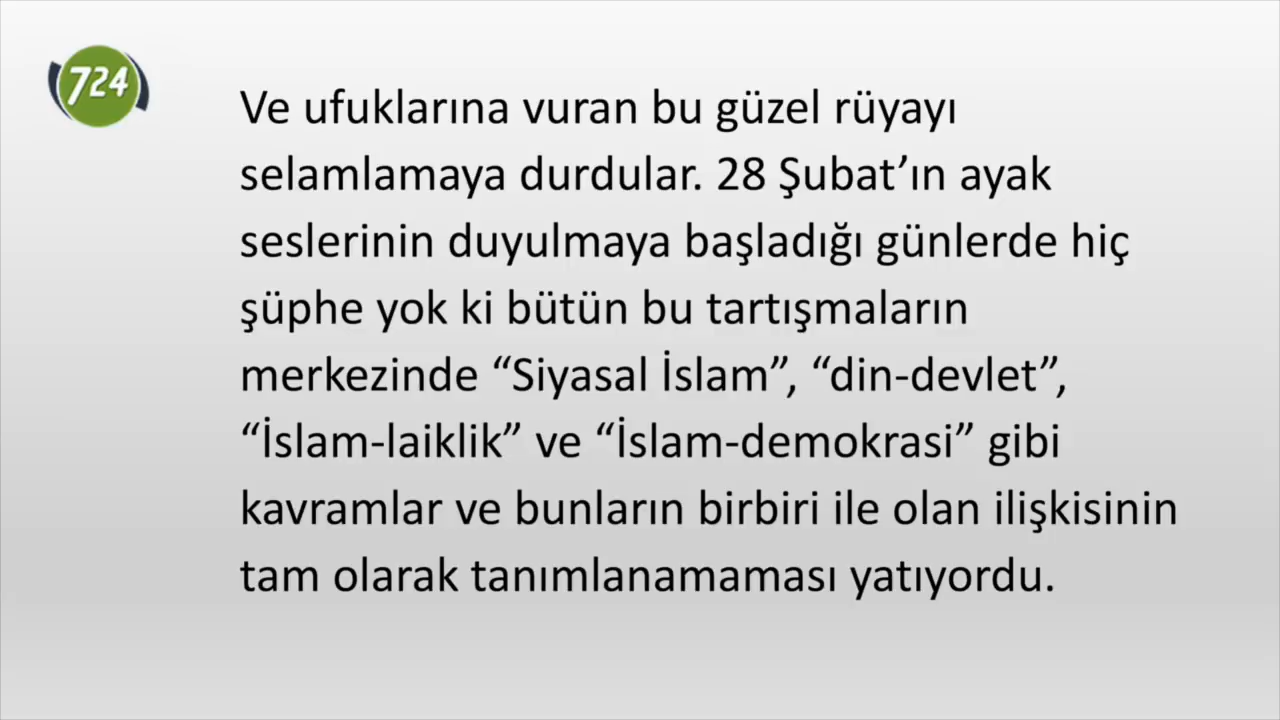 724
Ve ufuklarına vuran bu güzel rüyayı
selamlamaya durdular. 28 Şubat’ın ayak
seslerinin duyulmaya başladığı günlerde hiç
şüphe yok ki bütün bu tartışmaların
merkezinde “Siyasal İslam”, “din-devlet”,
“İslam-laiklik” ve “İslam-demokrasi” gibi
kavramlar ve bunların birbiri ile olan ilişkisinin
tam olarak tanımlanamaması yatıyordu.